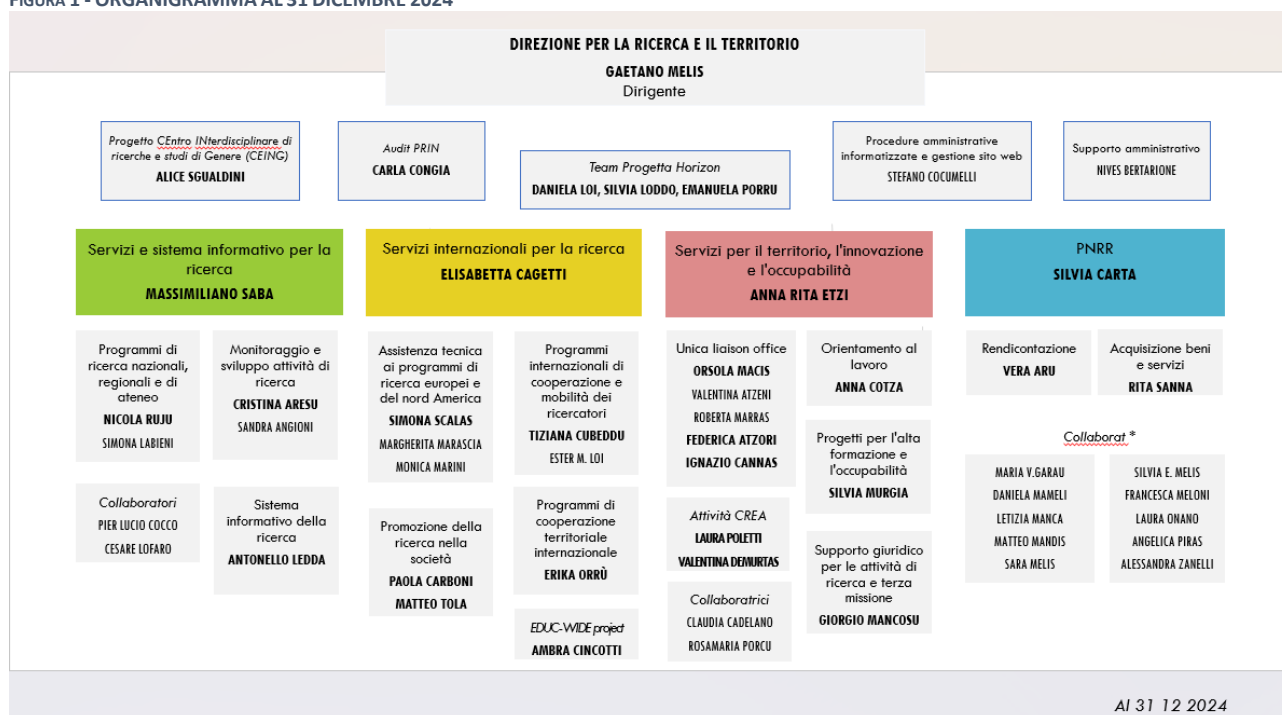 FIGURA 1 - ORGANIGRAMMA AL 31 DICEMBRE 2024
DIREZIONE PER LA RICERCA E IL TERRITORIO
GAETANO MELIS
Dirigente
Progetto CEntro INterdisciplinare di
ricerche e studi di Genere (CEING)
ALICE SGUALDINI
Audit PRIN
CARLA CONGIA
Team Progetta Horizon
DANIELA LOI, SILVIA LODDO, EMANUELA PORRU
Procedure amministrative
informatizzate e gestione sito web
STEFANO COCUMELLI
Supporto amministrativo
NIVES BERTARIONE
Servizi e sistema informativo per la
ricerca
MASSIMILIANO SABA
Programmi di
ricerca nazionali,
regionali e di
ateneo
NICOLA RUJU
SIMONA LABIENI
Monitoraggio e
sviluppo attività di
ricerca
CRISTINA ARESU
SANDRA ANGIONI
Collaboratori
PIER LUCIO COCCO
CESARE LOFARO
Sistema
informativo della
ricerca
ANTONELLO LEDDA
Servizi internazionali per la ricerca
ELISABETTA CAGETTI
Assistenza tecnica
ai programmi di
ricerca europei e
del nord America
SIMONA SCALAS
MARGHERITA MARASCIA
MONICA MARINI
Programmi
internazionali di
cooperazione e
mobilità dei
ricercatori
TIZIANA CUBEDDU
ESTER M. LOI
Promozione della
ricerca nella
società
PAOLA CARBONI
MATTEO TOLA
Programmi di
cooperazione
territoriale
internazionale
ERIKA ORRÙ
EDUC-WIDE project
AMBRA CINCOTTI
Servizi per il territorio, l'innovazione
e l'occupabilità
ANNA RITA ETZI
Unica liaison office
ORSOLA MACIS
VALENTINA ATZENI
ROBERTA MARRAS
FEDERICA ATZORI
IGNAZIO CANNAS
Orientamento al
lavoro
ANNA COTZA
Progetti per l'alta
formazione e
l'occupabilità
SILVIA MURGIA
Attività CREA
LAURA POLETTI
VALENTINA DEMURTAS
Supporto giuridico
per le attività di
ricerca e terza
missione
GIORGIO MANCOSU
Collaboratrici
CLAUDIA CADELANO
ROSAMARIA PORCU
PNRR
SILVIA CARTA
Rendicontazione
VERA ARU
Acquisizione beni
e servizi
RITA SANNA
Collaborat *
MARIA V.GARAU
DANIELA MAMELI
LETIZIA MANCA
MATTEO MANDIS
SARA MELIS
SILVIA E. MELIS
FRANCESCA MELONI
LAURA ONANO
ANGELICA PIRAS
ALESSANDRA ZANELLI
Al 31 12 2024